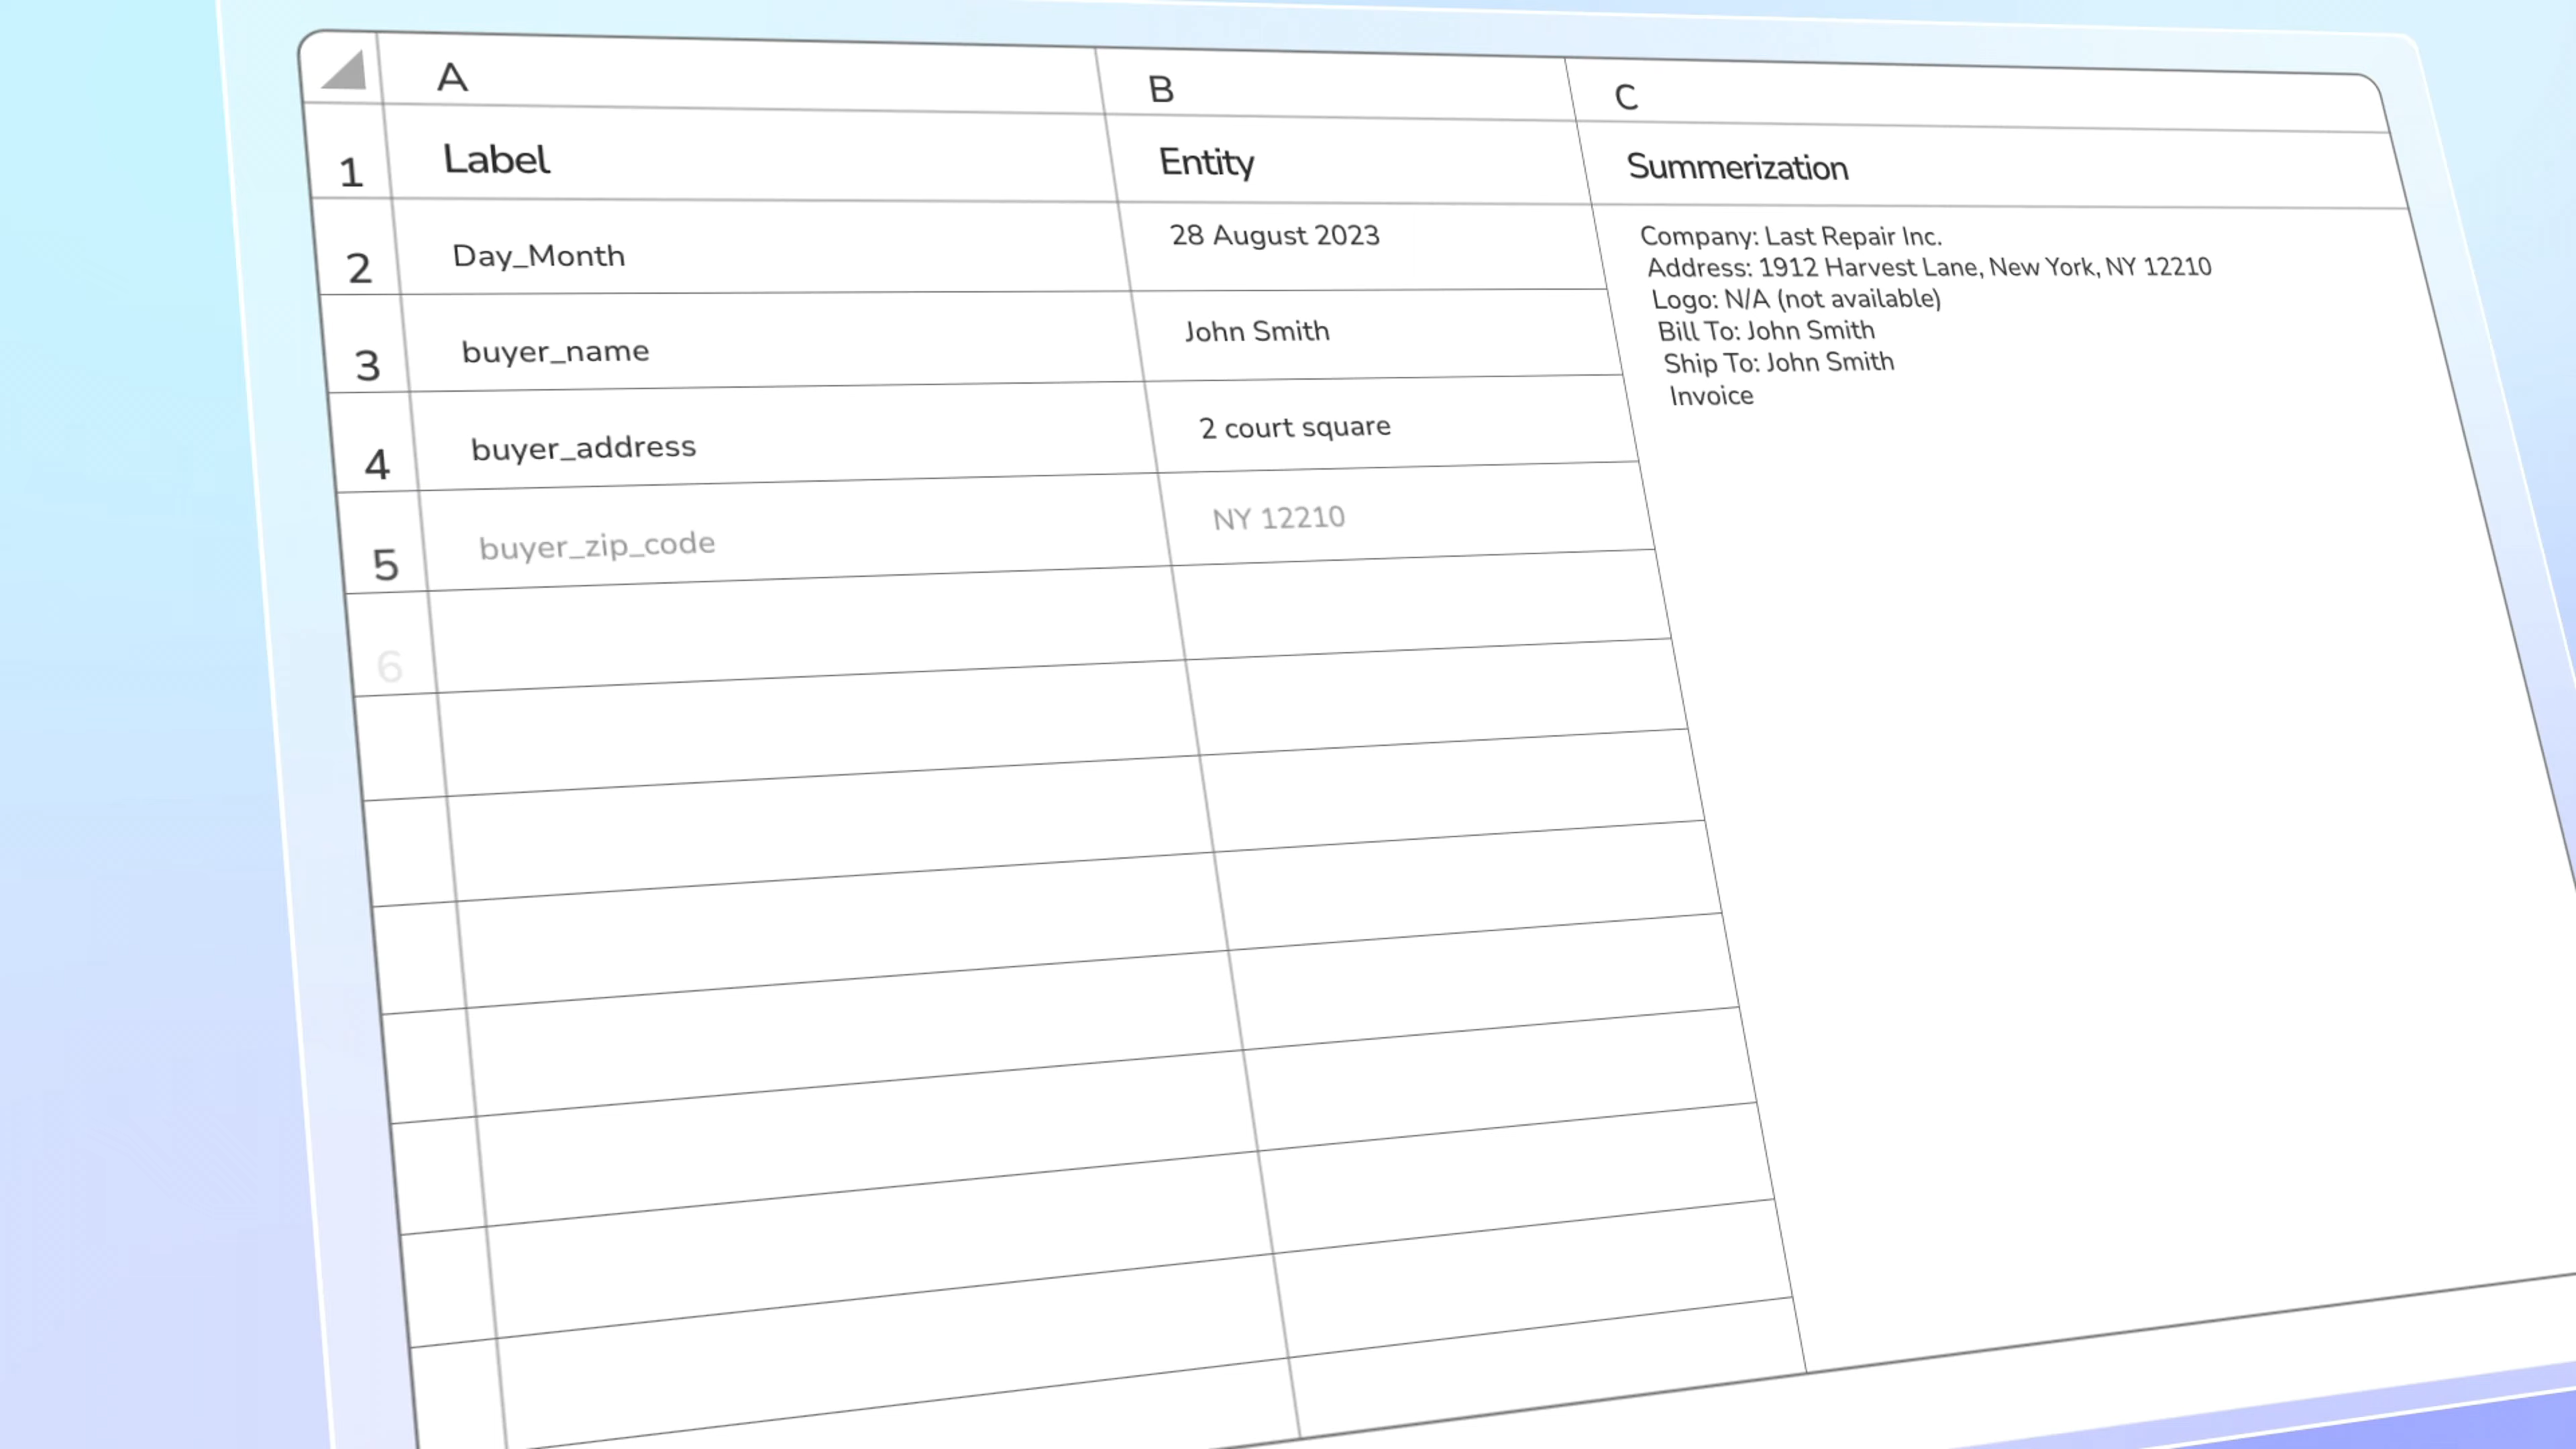 A B C
1 Label Entity Summerization
2 Day_Month 28 August 2023
3 buyer_name John Smith
4 buyer_address 2 court square
5 buyer_zip_code NY 12210
6
Company: Last Repair Inc.
Address: 1912 Harvest Lane, New York, NY 12210
Logo: N/A (not available)
Bill To: John Smith
Ship To: John Smith
Invoice